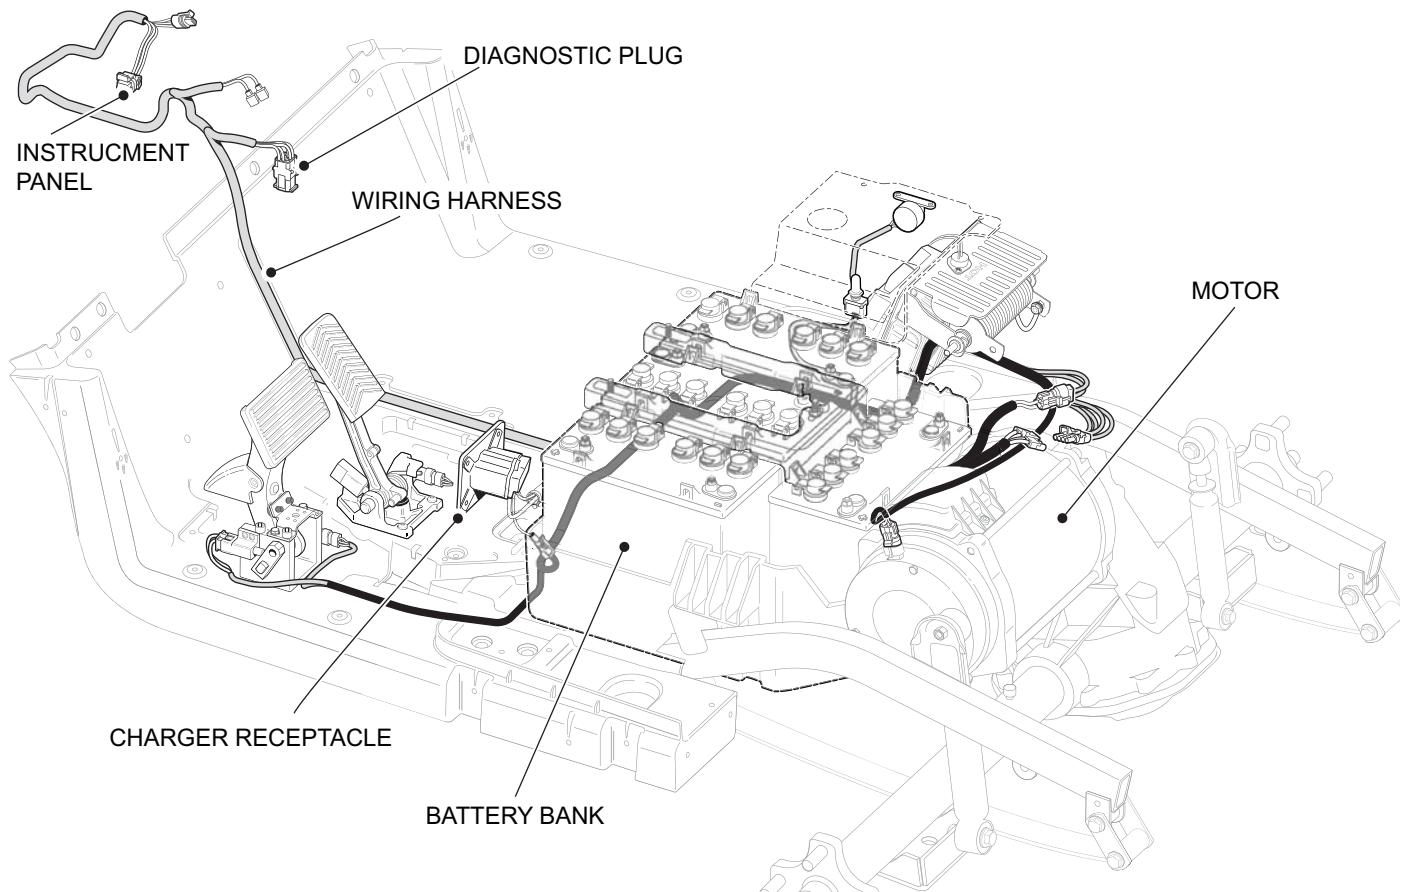 DIAGNOSTIC PLUG
INSTRUCMENT
PANEL
WIRING HARNESS
MOTOR
CHARGER RECEPTACLE
BATTERY BANK